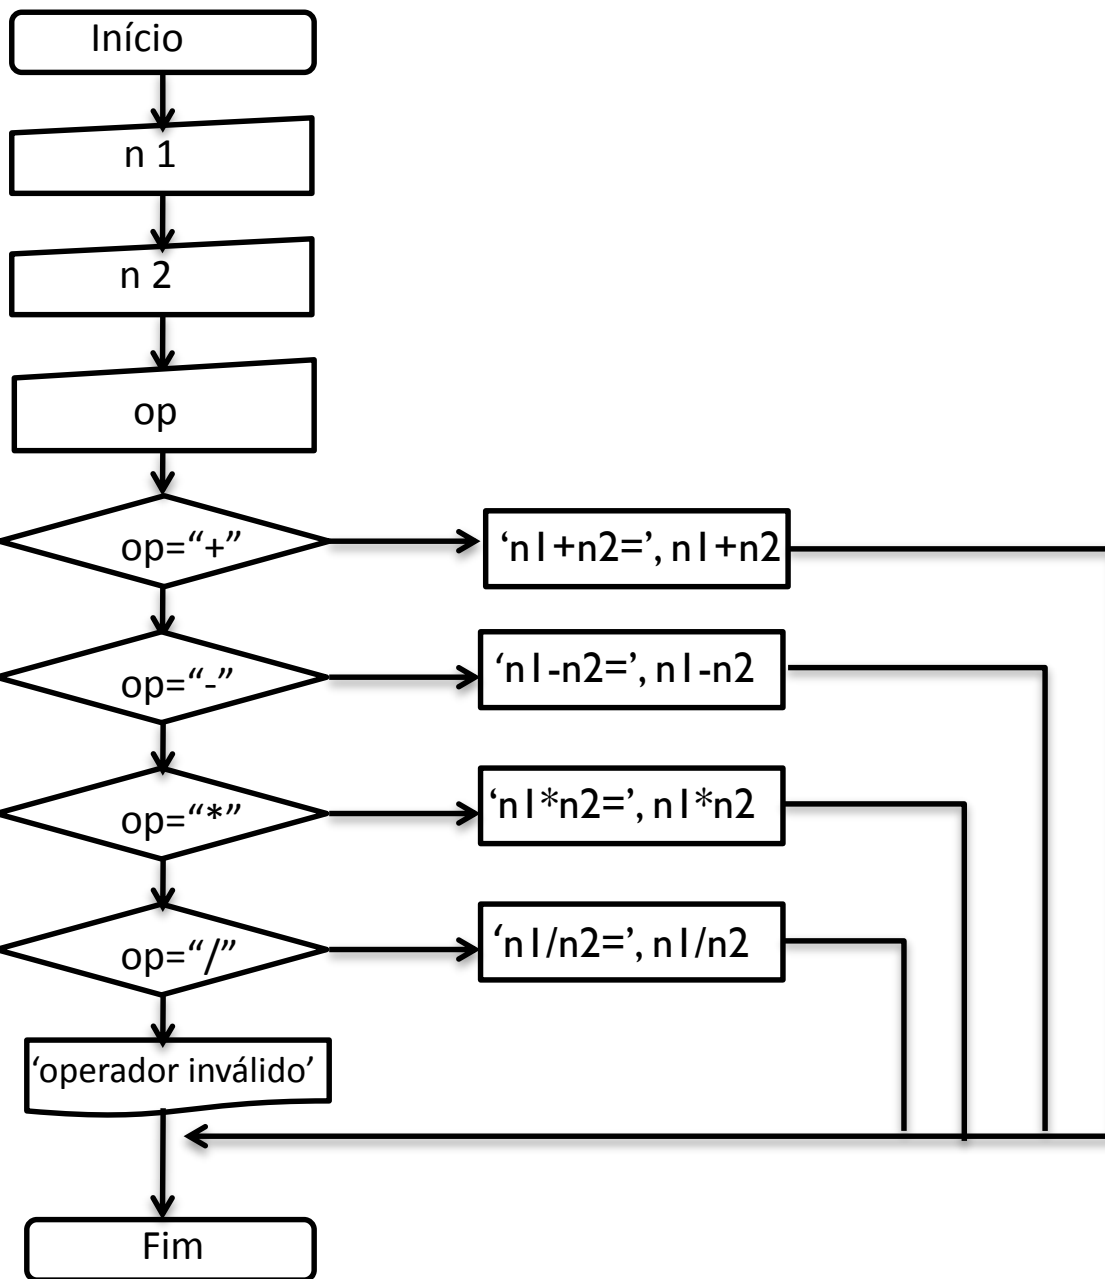 Início
n 1
n 2
op
op=“+”
‘n1+n2=’, n1+n2
op=“-”
‘n1-n2=’, n1-n2
op=“*”
‘n1*n2=’, n1*n2
op=“/”
‘n1/n2=’, n1/n2
‘operador inválido’
Fim